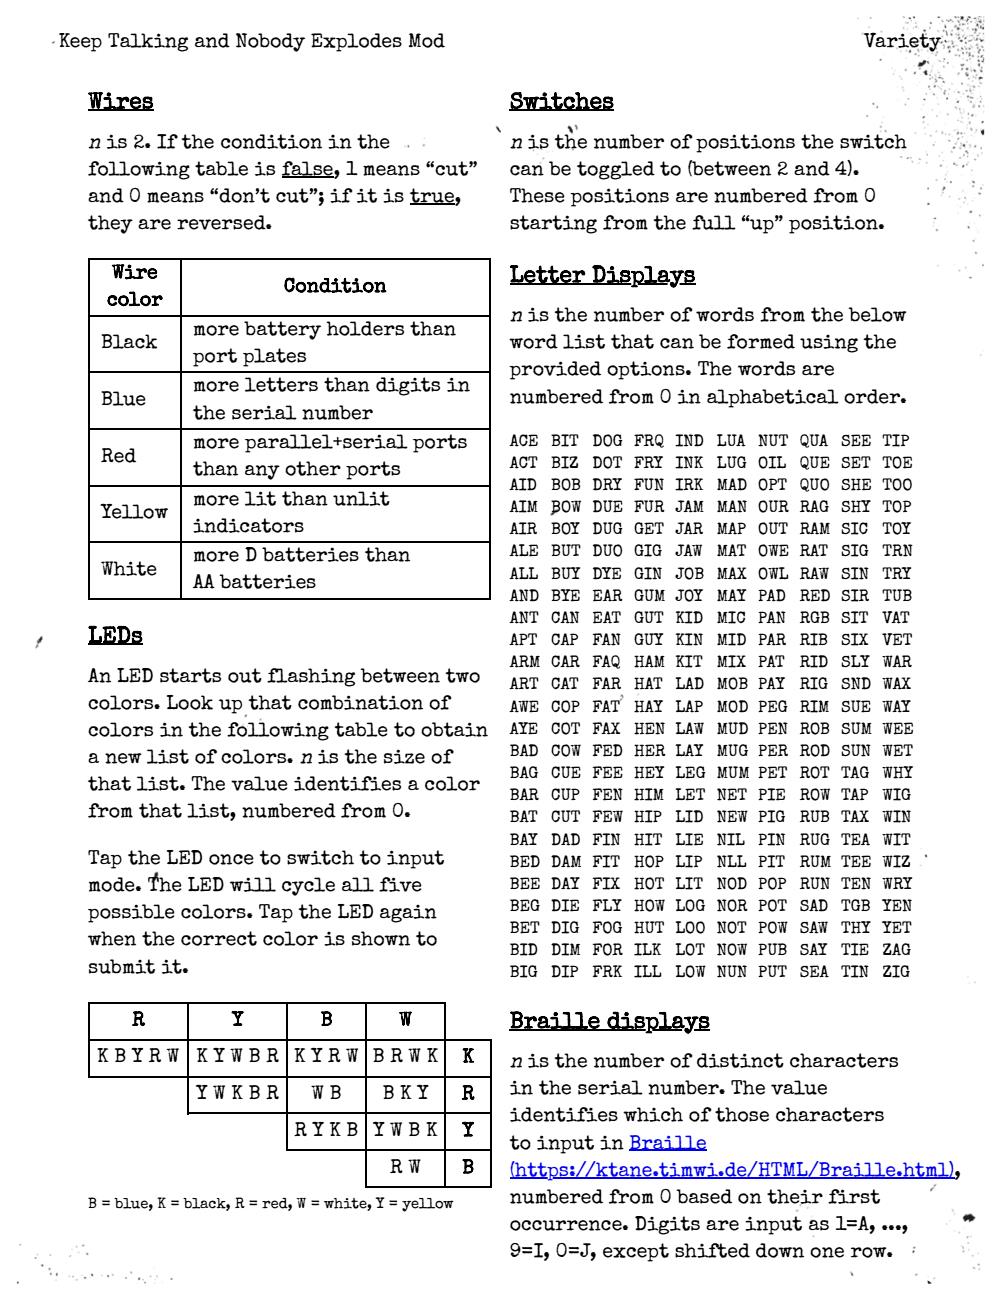 Keep Talking and Nobody Explodes Mod
Variety
Wires
n is 2. If the condition in the
following table is false, 1 means “cut”
and 0 means “don’t cut”; if it is true,
they are reversed.
Wire color Condition
Black more battery holders than
port plates
Blue more letters than digits in
the serial number
Red more parallel+serial ports
than any other ports
Yellow more lit than unlit
indicators
White more D batteries than
AA batteries
LEDs
An LED starts out flashing between two
colors. Look up that combination of
colors in the following table to obtain
a new list of colors. n is the size of
that list. The value identifies a color
from that list, numbered from 0.
Tap the LED once to switch to input
mode. The LED will cycle all five
possible colors. Tap the LED again
when the correct color is shown to
submit it.
R Y B W
K B Y R W K Y W B R K Y R W B R W K K
Y W K B R W B B K Y R
R Y K B Y W B K Y
R W B
B = blue, K = black, R = red, W = white, Y = yellow
Switches
n is the number of positions the switch
can be toggled to (between 2 and 4).
These positions are numbered from 0
starting from the full “up” position.
Letter Displays
n is the number of words from the below
word list that can be formed using the
provided options. The words are
numbered from 0 in alphabetical order.
ACE BIT DOG FRQ IND LUA NUT QUA SEE TIP
ACT BIZ DOT FRY INK LUG OIL QUE SET TOE
AID BOB DRY FUN IRK MAD OPT QUO SHE TOO
AIM BOW DUE FUR JAM MAN OUR RAG SHY TOP
AIR BOY DUG GET JAR MAP OUT RAM SIC TOY
ALE BUT DUO GIG JAW MAT OWE RAT SIG TRN
ALL BUY DYE GIN JOB MAX OWL RAW SIN TRY
AND BYE EAR GUM JOY MAY PAD RED SIR TUB
ANT CAN EAT GUT KID MIC PAN RGB SIT VAT
APT CAP FAN GUY KIN MID PAR RIB SIX VET
ARM CAR FAQ HAM KIT MIX PAT RID SLY WAR
ART CAT FAR HAT LAD MOB PAY RIG SND WAX
AWE COP FAT HAY LAP MOD PEG RIM SUE WAY
AYE COT FAX HEN LAW MUD PEN ROB SUM WEE
BAD COW FED HER LAY MUG PER ROD SUN WET
BAG CUE FEE HEY LEG MUM PET ROT TAG WHY
BAR CUP FEN HIM LET NET PIE ROW TAP WIG
BAT CUT FEW HIP LID NEW PIG RUB TAX WIN
BAY DAD FIN HIT LIE NIL PIN RUG TEA WIT
BED DAM FIT HOP LIP NLL PIT RUM TEE WIZ
BEE DAY FIX HOT LIT NOD POP RUN TEN WRY
BEG DIE FLY HOW LOG NOR POT SAD TGB YEN
BET DIG FOG HUT LOO NOT POW SAW THY YET
BID DIM FOR ILK LOT NOW PUB SAY TIE ZAG
BIG DIP FRK ILL LOW NUN PUT SEA TIN ZIG
Braille displays
n is the number of distinct characters
in the serial number. The value
identifies which of those characters
to input in Braille
(https://ktane.timwi.de/HTML/Braille.html),
numbered from 0 based on their first
occurrence. Digits are input as 1=A, …,
9=I, 0=J, except shifted down one row.